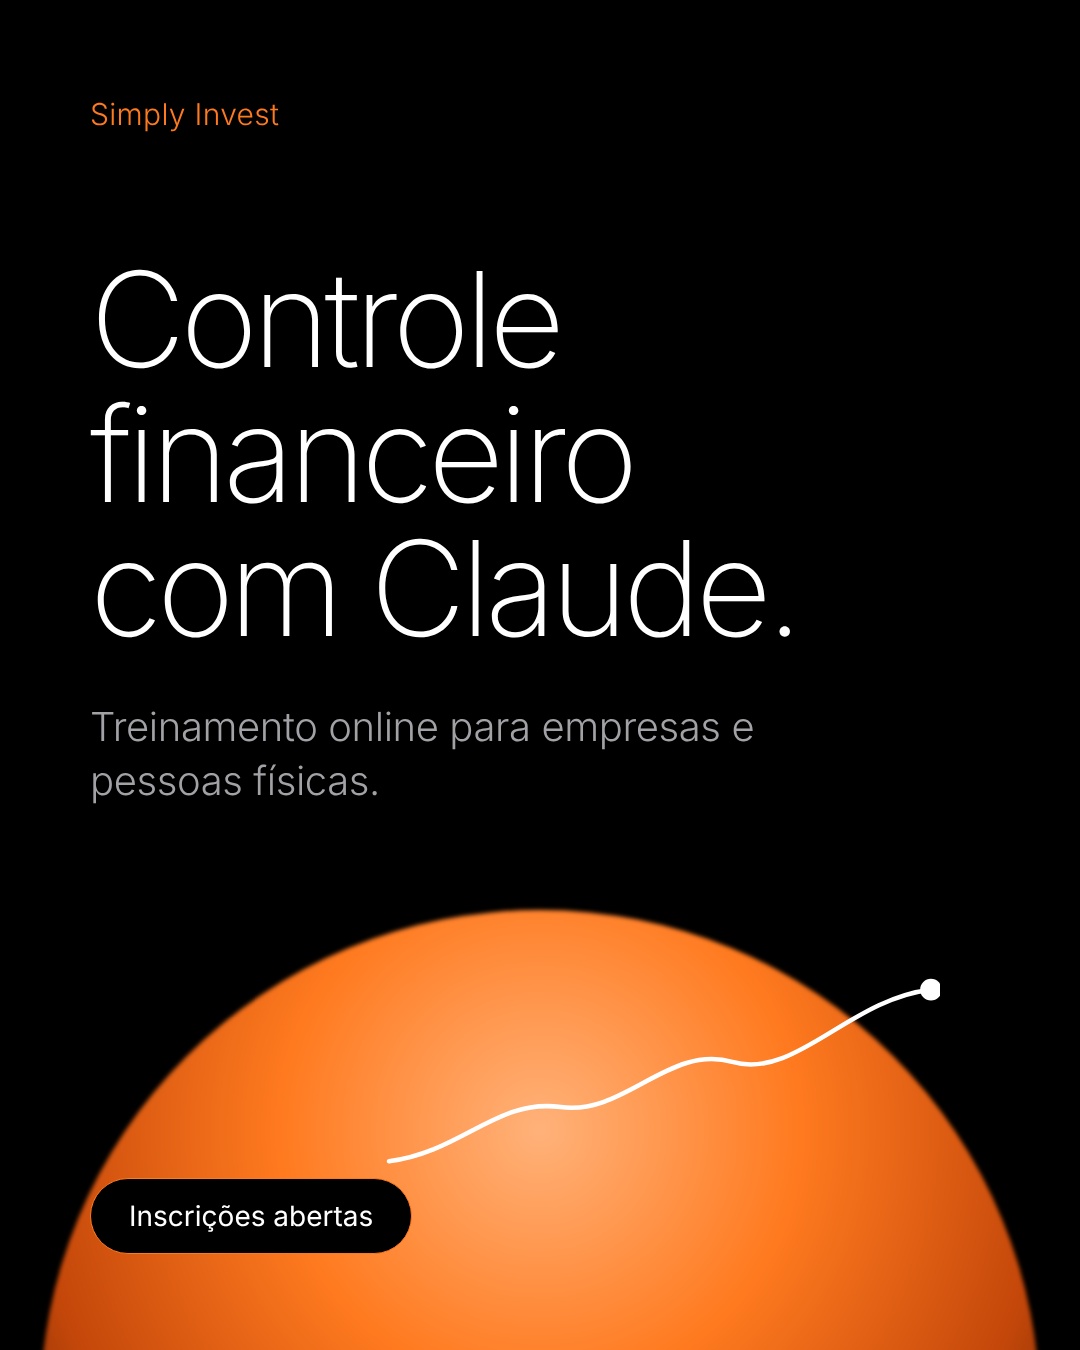 Simply Invest
Controle
financeiro
com Claude.
Treinamento online para empresas e
pessoas físicas.
Inscrições abertas